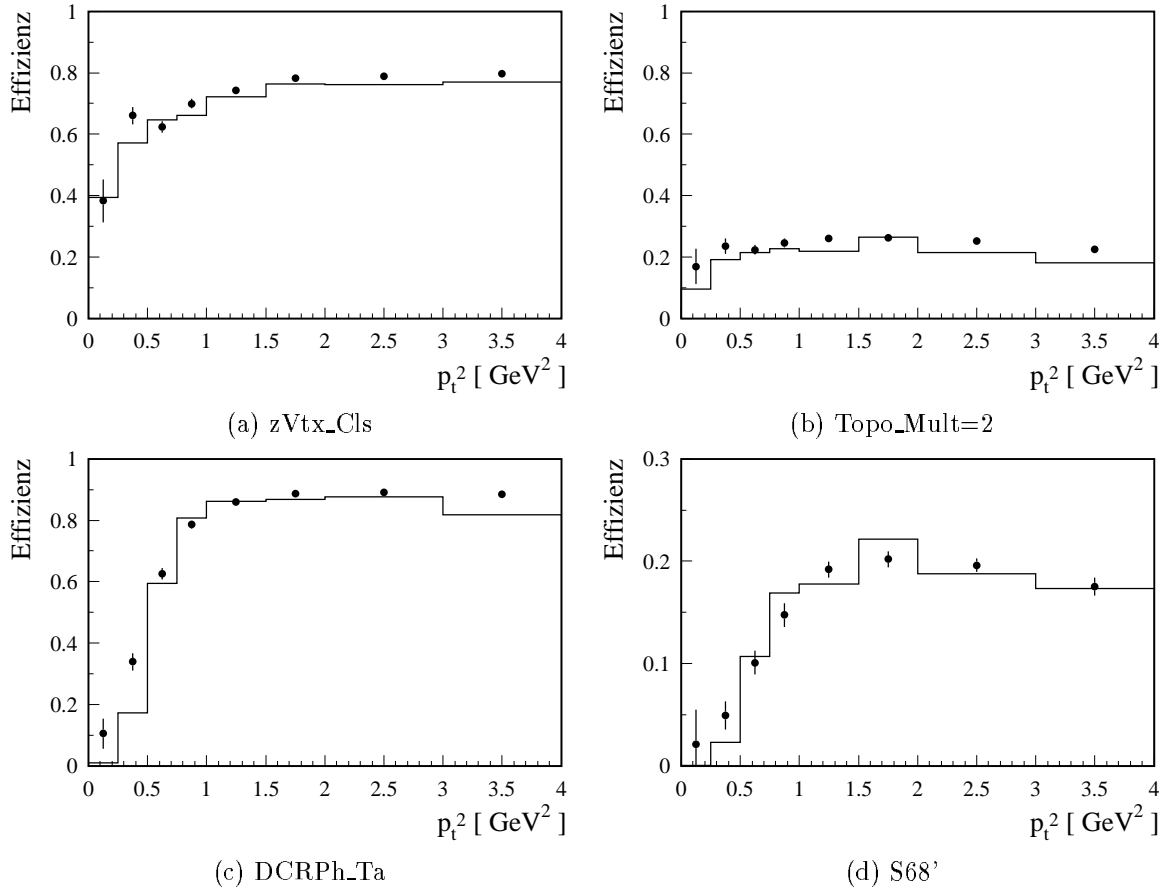 Effizienz
1
0.8
0.6
0.4
0.2
0
0 0.5 1 1.5 2 2.5 3 3.5 4
p_t^2 [ GeV^2 ]
(a) zVtx_Cls
Effizienz
1
0.8
0.6
0.4
0.2
0
0 0.5 1 1.5 2 2.5 3 3.5 4
p_t^2 [ GeV^2 ]
(b) Topo_Mult=2
Effizienz
1
0.8
0.6
0.4
0.2
0
0 0.5 1 1.5 2 2.5 3 3.5 4
p_t^2 [ GeV^2 ]
(c) DCRPh_Ta
Effizienz
0.3
0.2
0.1
0
0 0.5 1 1.5 2 2.5 3 3.5 4
p_t^2 [ GeV^2 ]
(d) S68'